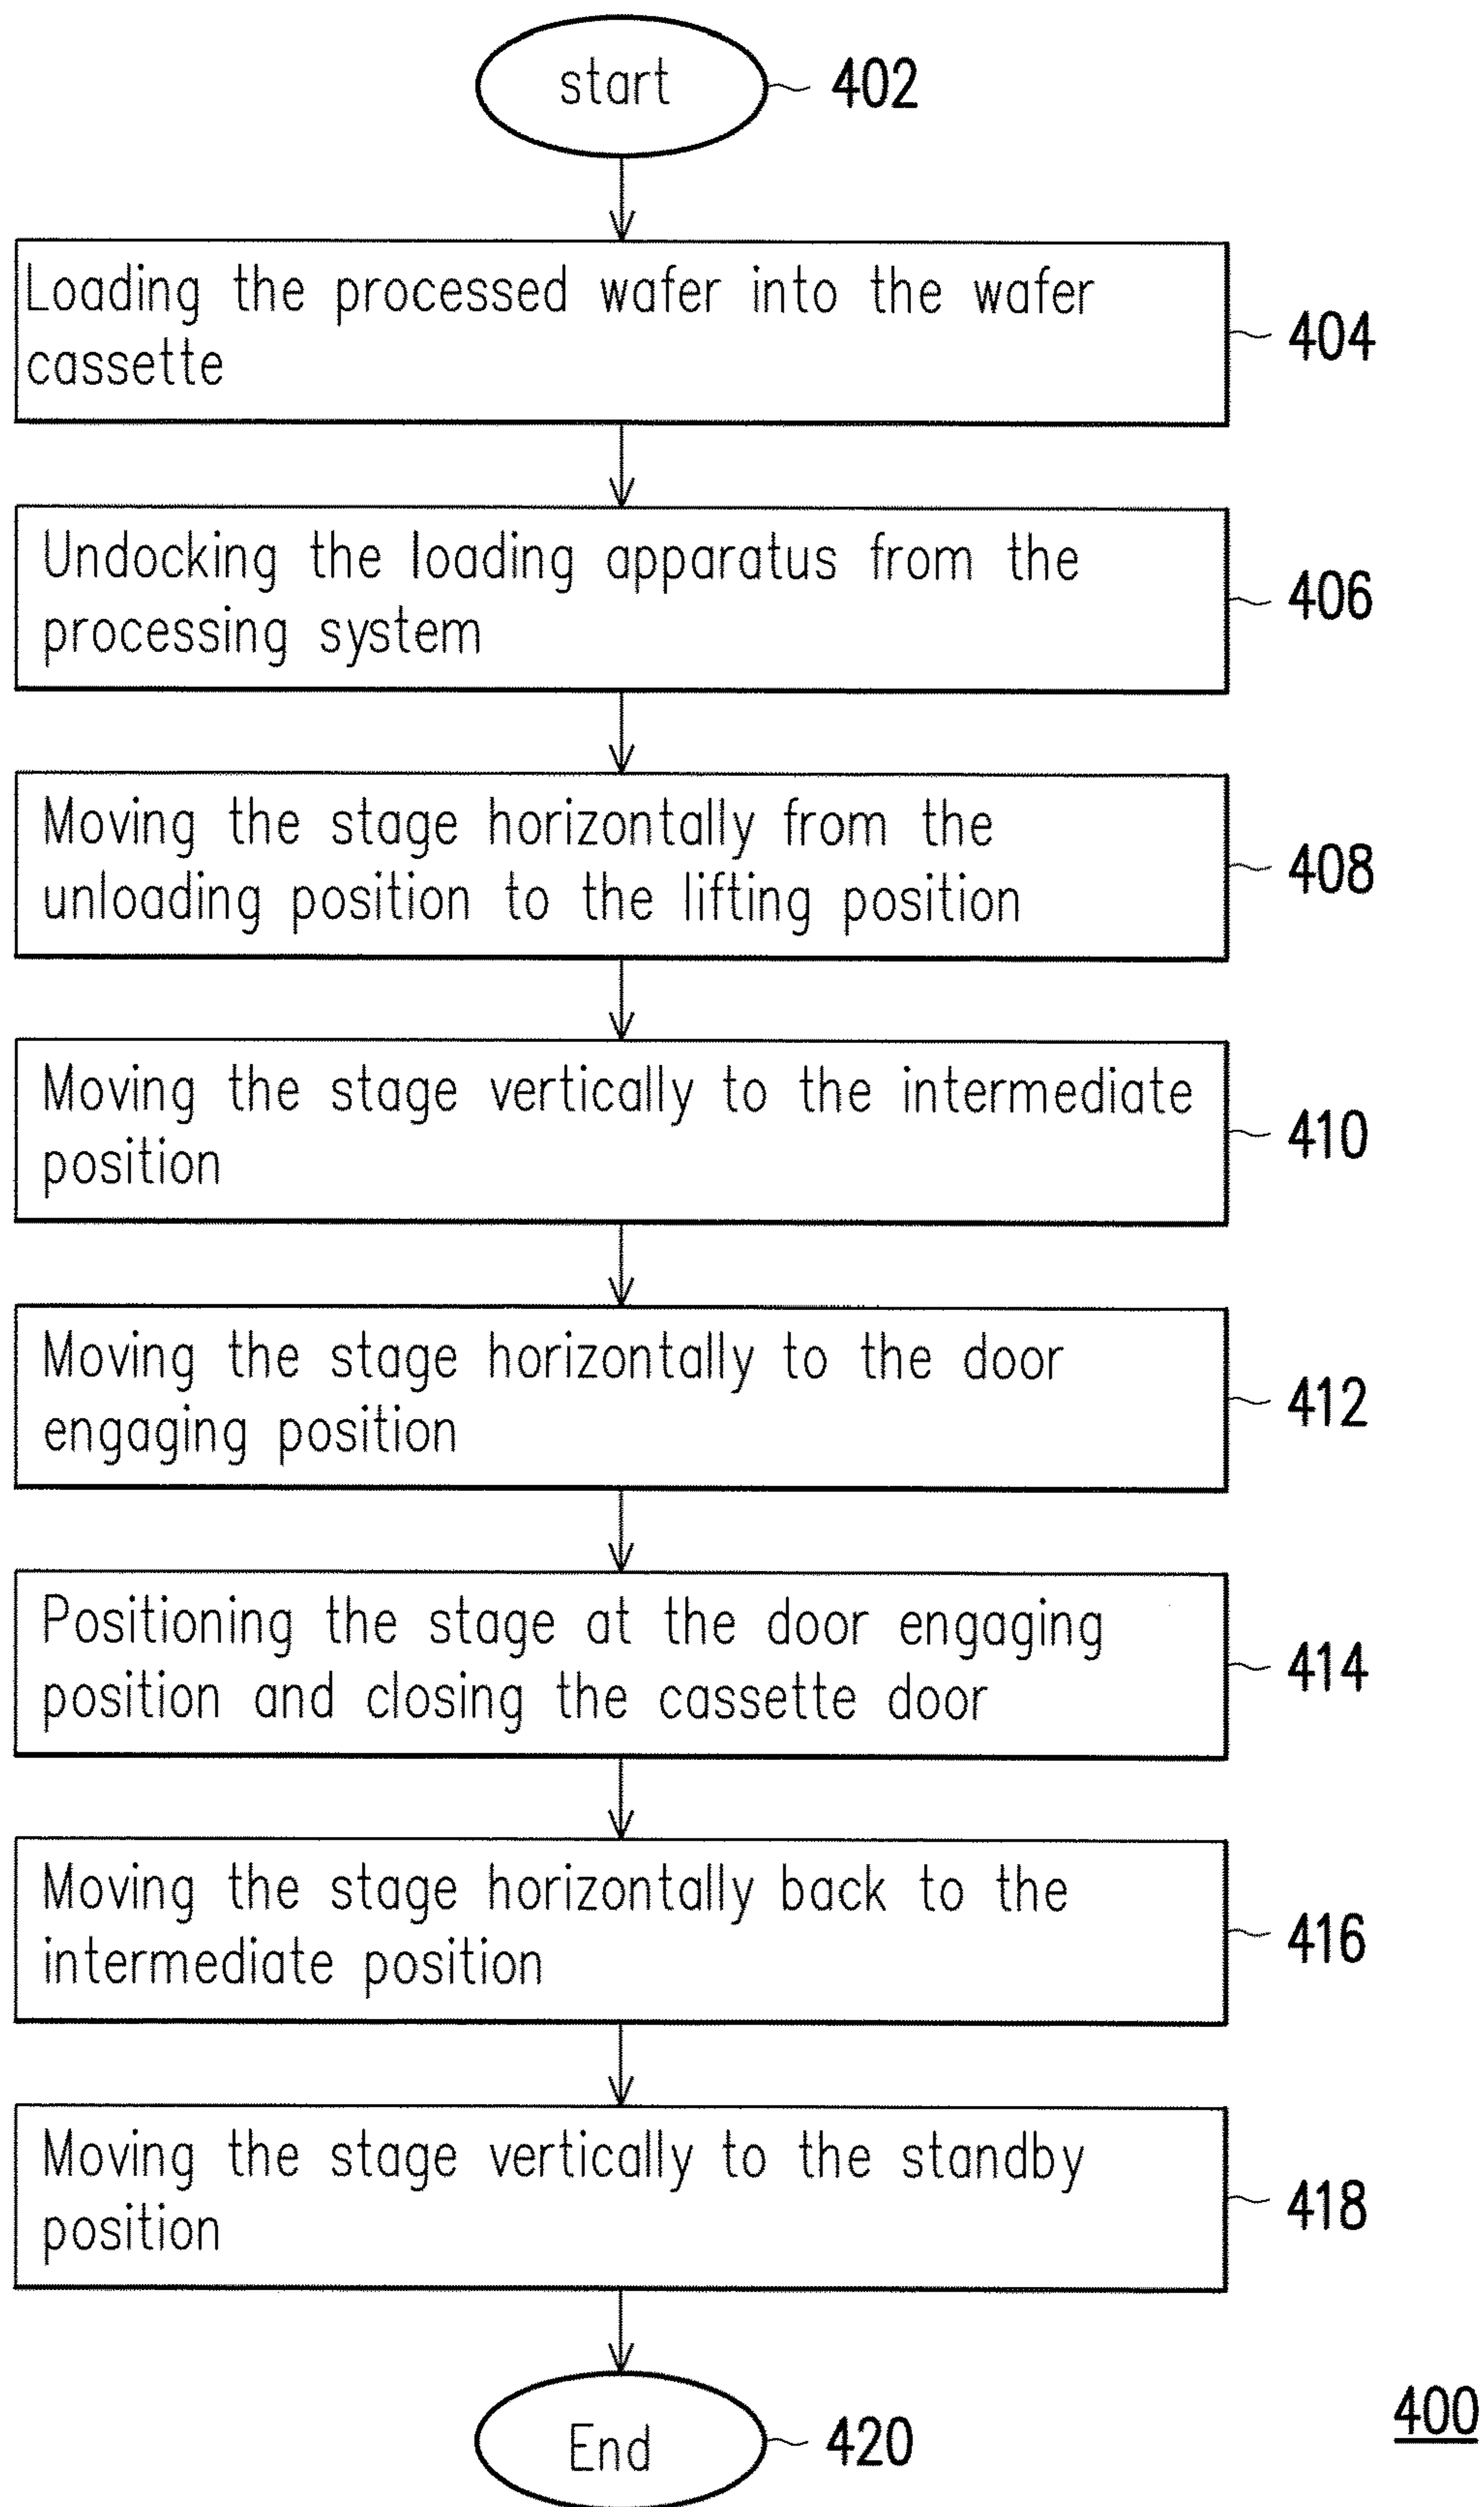 start
402
Loading the processed wafer into the wafer
cassette
404
Undocking the loading apparatus from the
processing system
406
Moving the stage horizontally from the
unloading position to the lifting position
408
Moving the stage vertically to the intermediate
position
410
Moving the stage horizontally to the door
engaging position
412
Positioning the stage at the door engaging
position and closing the cassette door
414
Moving the stage horizontally back to the
intermediate position
416
Moving the stage vertically to the standby
position
418
End
420
400